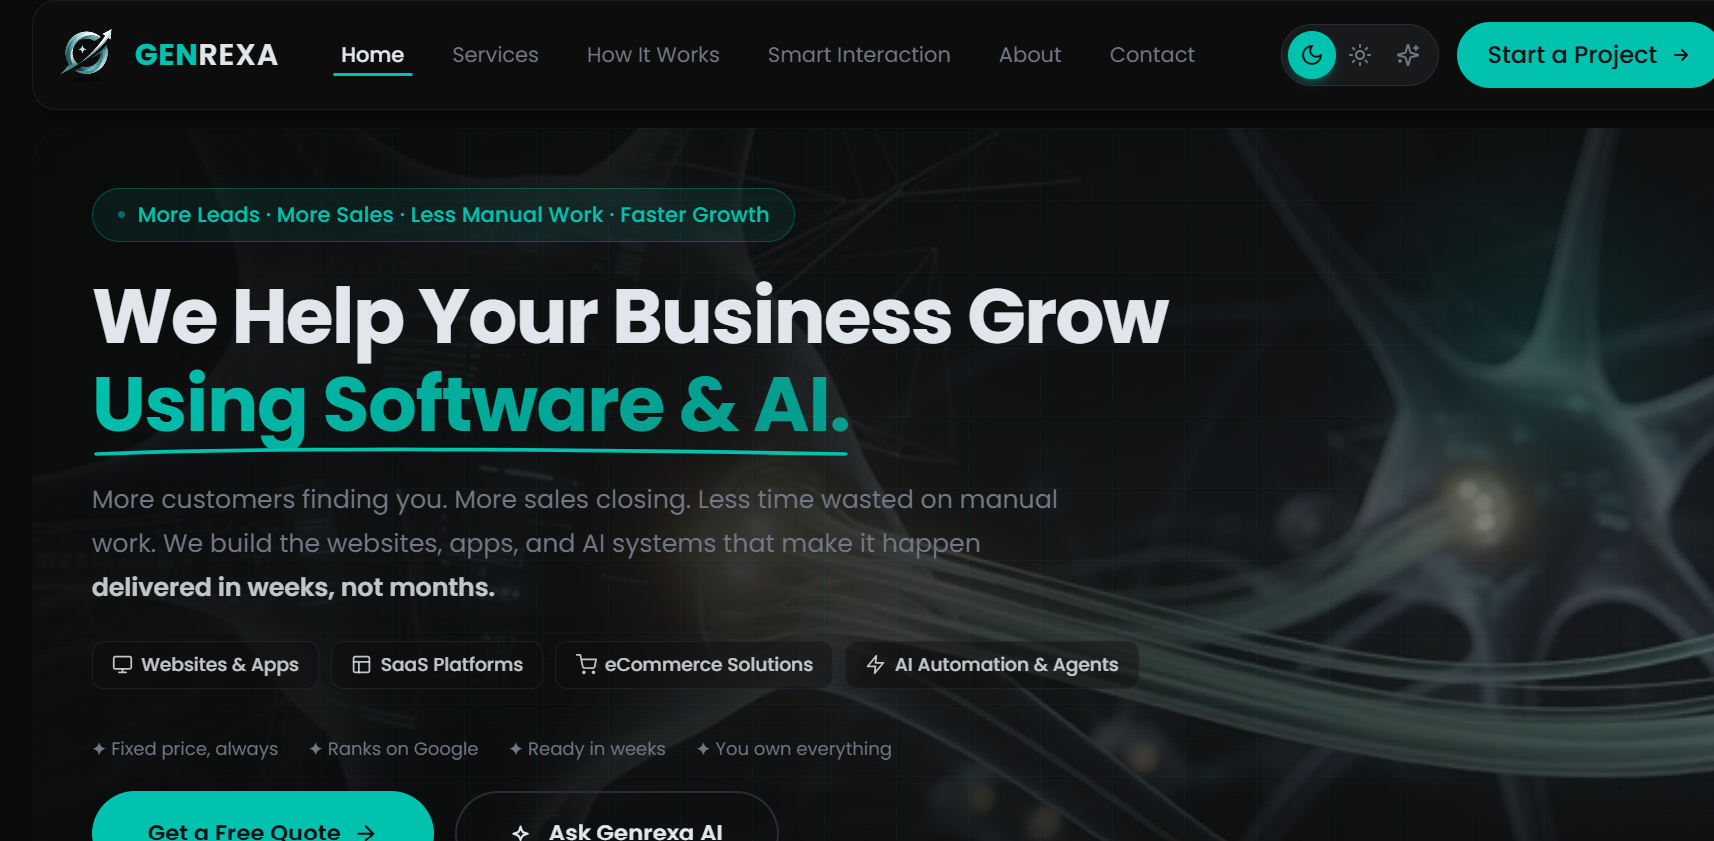 GENREXA
Home
Services
How It Works
Smart Interaction
About
Contact
Start a Project
More Leads · More Sales · Less Manual Work · Faster Growth
We Help Your Business Grow
Using Software & AI.
More customers finding you. More sales closing. Less time wasted on manual
work. We build the websites, apps, and AI systems that make it happen
delivered in weeks, not months.
Websites & Apps
SaaS Platforms
eCommerce Solutions
AI Automation & Agents
Fixed price, always
Ranks on Google
Ready in weeks
You own everything
Get a Free Quote
Ask Genrexa AI